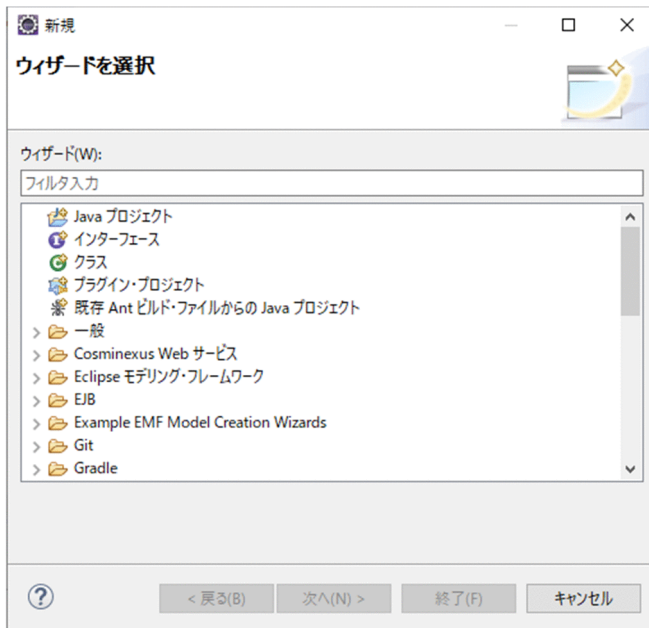 新規
ウィザードを選択
ウィザード(W):
フィルタ入力
Java プロジェクト
インターフェース
クラス
プラグイン・プロジェクト
既存 Ant ビルド・ファイルからの Java プロジェクト
一般
Cosminexus Web サービス
Eclipse モデリング・フレームワーク
EJB
Example EMF Model Creation Wizards
Git
Gradle
< 戻る(B) 次へ(N) > 終了(F) キャンセル